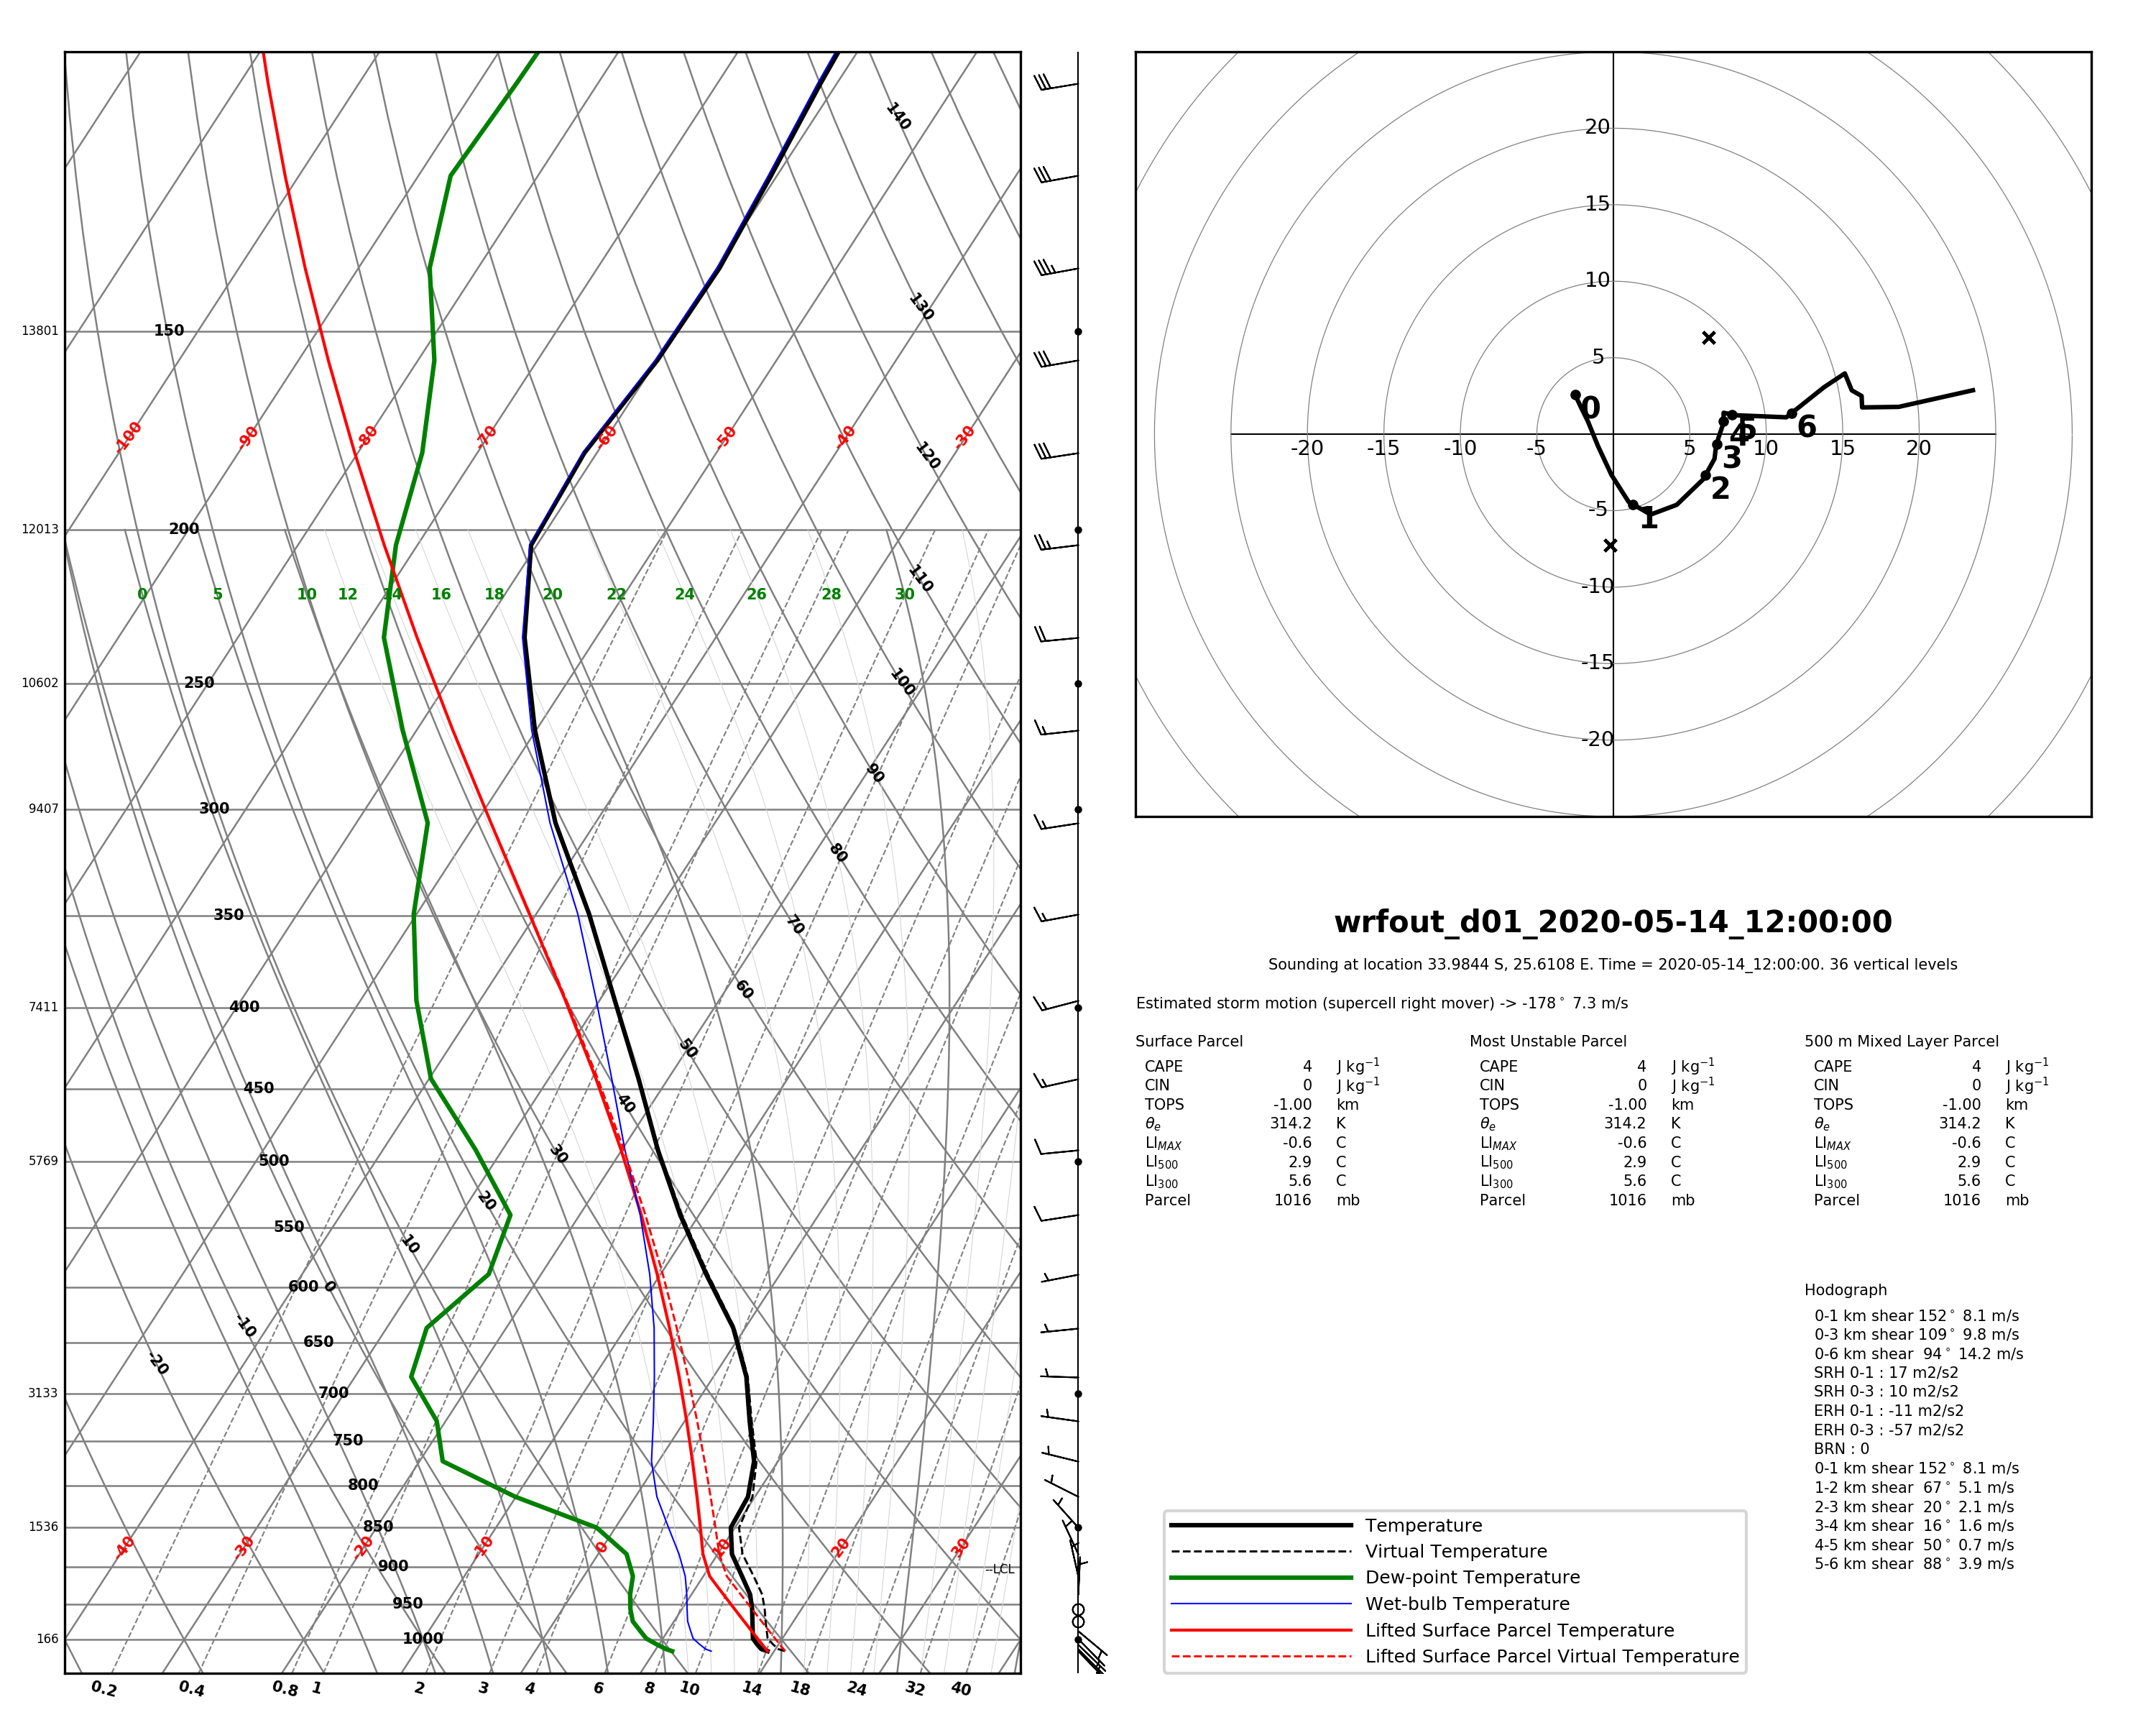 140
130
13801 150
-100 -90 -80 -70 -60 -50 -40 -30
120
12013 200
110
0 5 10 12 14 16 18 20 22 24 26 28 30
10602 250
100
90
9407 300
80
350
70
7411 400
60
50
450
40
5769 500
30
20
550
10
600 0
-10
650
-20
3133 700
750
800
1536 850
-40 -30 -20 -10 0 10 20 30
900
--LCL
950
166 1000
0.2 0.4 0.8 1 2 3 4 6 8 10 14 18 24 32 40
20
15
10
5
0
-20 -15 -10 -5 5 10 15 20
1 2 3 4 5 6
-5
-10
-15
-20
wrfout_d01_2020-05-14_12:00:00
Sounding at location 33.9844 S, 25.6108 E. Time = 2020-05-14_12:00:00. 36 vertical levels
Estimated storm motion (supercell right mover) -> -178° 7.3 m/s
Surface Parcel
CAPE 4 J kg⁻¹
CIN 0 J kg⁻¹
TOPS -1.00 km
θₑ 314.2 K
LI_MAX -0.6 C
LI₅₀₀ 2.9 C
LI₃₀₀ 5.6 C
Parcel 1016 mb
Most Unstable Parcel
CAPE 4 J kg⁻¹
CIN 0 J kg⁻¹
TOPS -1.00 km
θₑ 314.2 K
LI_MAX -0.6 C
LI₅₀₀ 2.9 C
LI₃₀₀ 5.6 C
Parcel 1016 mb
500 m Mixed Layer Parcel
CAPE 4 J kg⁻¹
CIN 0 J kg⁻¹
TOPS -1.00 km
θₑ 314.2 K
LI_MAX -0.6 C
LI₅₀₀ 2.9 C
LI₃₀₀ 5.6 C
Parcel 1016 mb
Hodograph
0-1 km shear 152° 8.1 m/s
0-3 km shear 109° 9.8 m/s
0-6 km shear 94° 14.2 m/s
SRH 0-1 : 17 m2/s2
SRH 0-3 : 10 m2/s2
ERH 0-1 : -11 m2/s2
ERH 0-3 : -57 m2/s2
BRN : 0
0-1 km shear 152° 8.1 m/s
1-2 km shear 67° 5.1 m/s
2-3 km shear 20° 2.1 m/s
3-4 km shear 16° 1.6 m/s
4-5 km shear 50° 0.7 m/s
5-6 km shear 88° 3.9 m/s
Temperature
Virtual Temperature
Dew-point Temperature
Wet-bulb Temperature
Lifted Surface Parcel Temperature
Lifted Surface Parcel Virtual Temperature